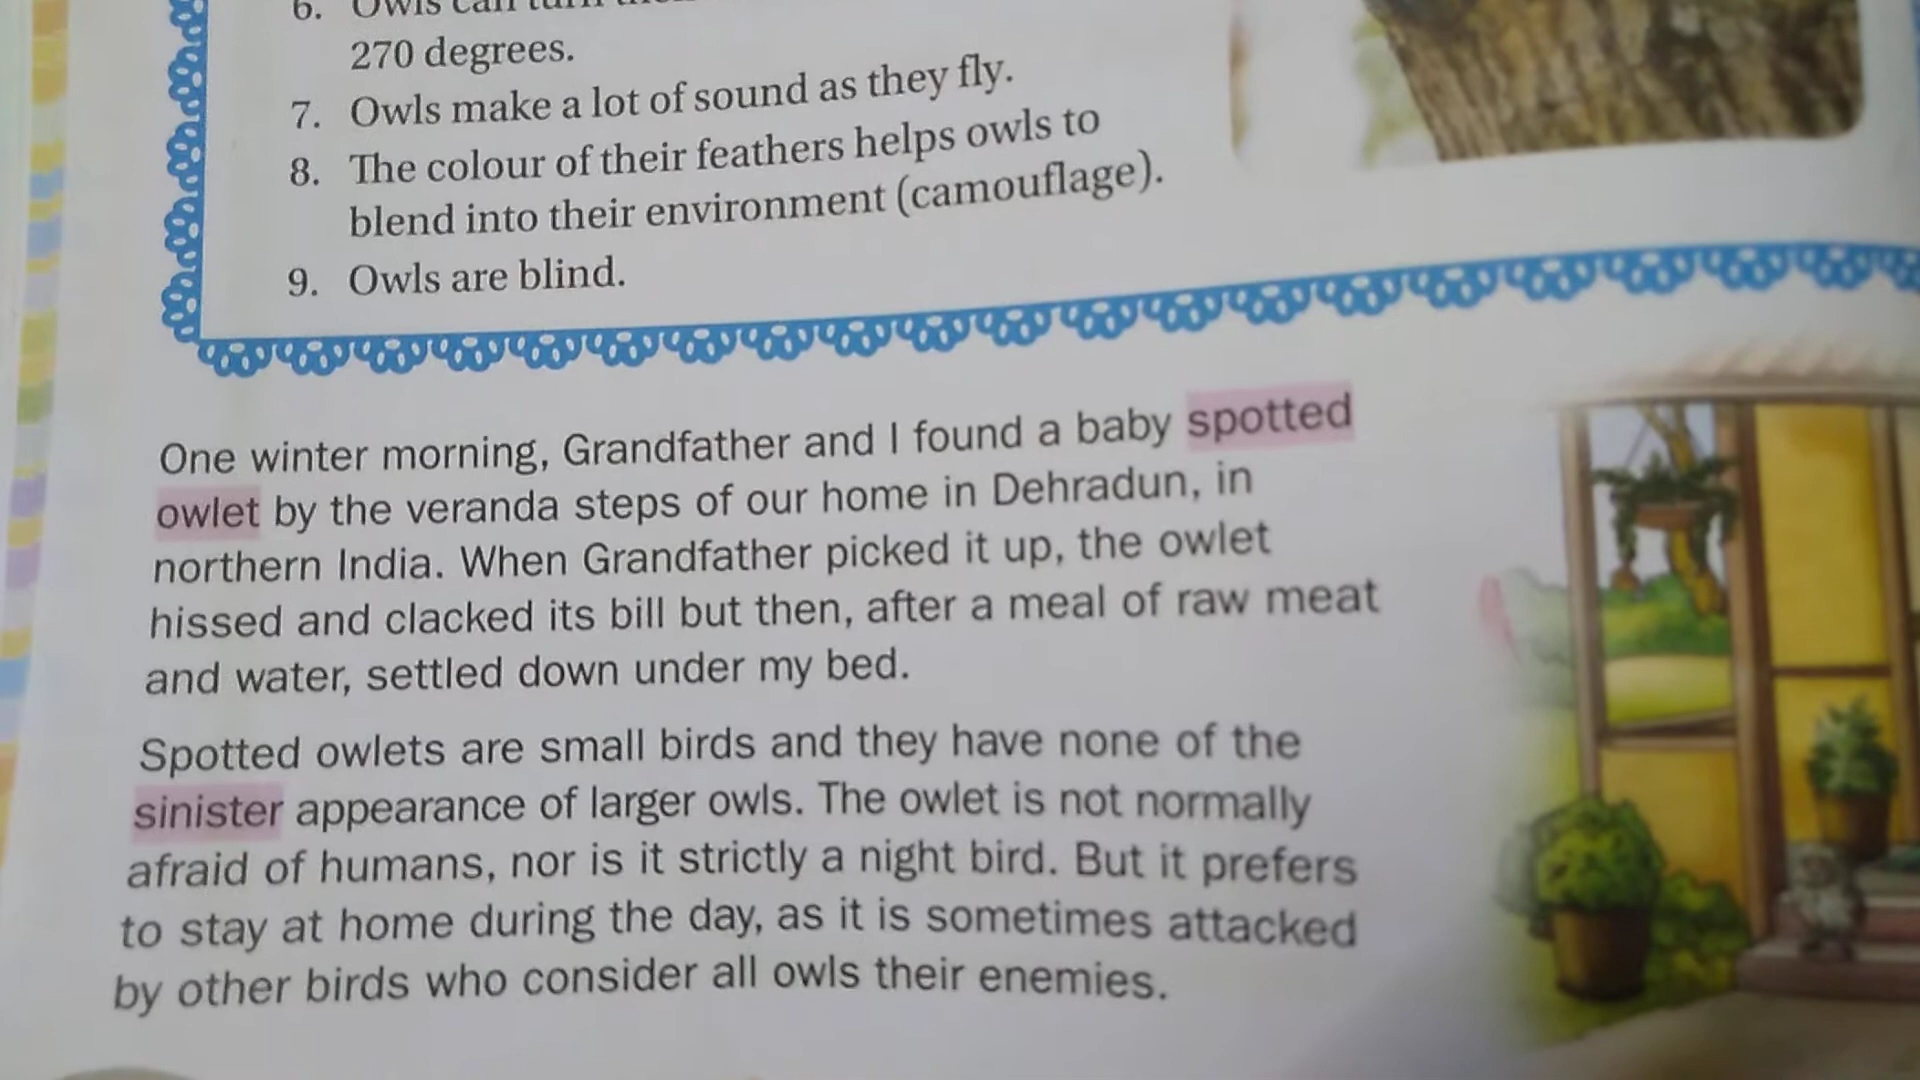 6. Owls can turn
270 degrees.
7. Owls make a lot of sound as they fly.
8. The colour of their feathers helps owls to
blend into their environment (camouflage).
9. Owls are blind.
One winter morning, Grandfather and I found a baby spotted
owlet by the veranda steps of our home in Dehradun, in
northern India. When Grandfather picked it up, the owlet
hissed and clacked its bill but then, after a meal of raw meat
and water, settled down under my bed.
Spotted owlets are small birds and they have none of the
sinister appearance of larger owls. The owlet is not normally
afraid of humans, nor is it strictly a night bird. But it prefers
to stay at home during the day, as it is sometimes attacked
by other birds who consider all owls their enemies.